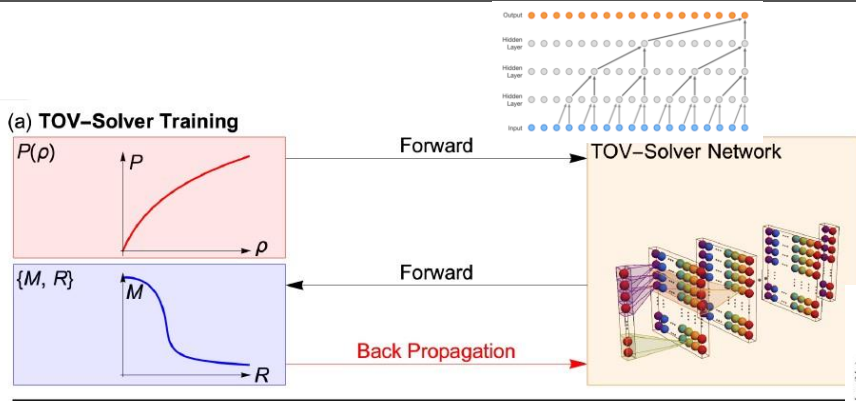 Output
Hidden
Layer
Hidden
Layer
Hidden
Layer
Input
(a) TOV−Solver Training
P(ρ)
P
ρ
Forward
TOV−Solver Network
{M, R}
M
R
Forward
Back Propagation